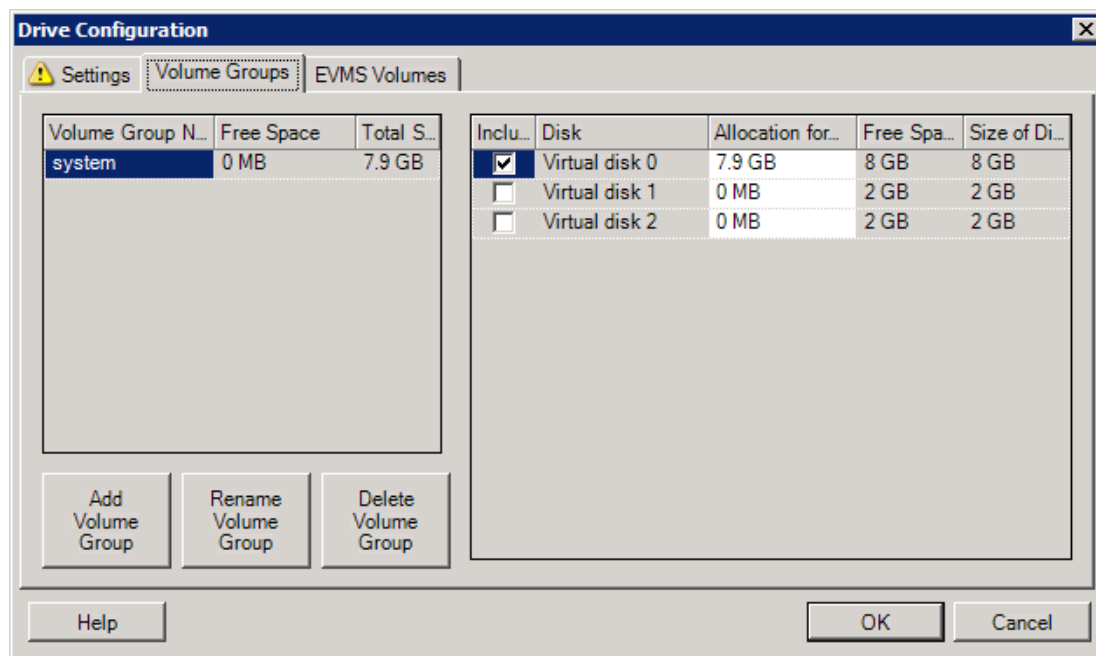 Drive Configuration
Settings Volume Groups EVMS Volumes
Volume Group N... Free Space Total S...
system 0 MB 7.9 GB
Inclu... Disk Allocation for... Free Spa... Size of Di...
Virtual disk 0 7.9 GB 8 GB 8 GB
Virtual disk 1 0 MB 2 GB 2 GB
Virtual disk 2 0 MB 2 GB 2 GB
Add
Volume
Group
Rename
Volume
Group
Delete
Volume
Group
Help OK Cancel